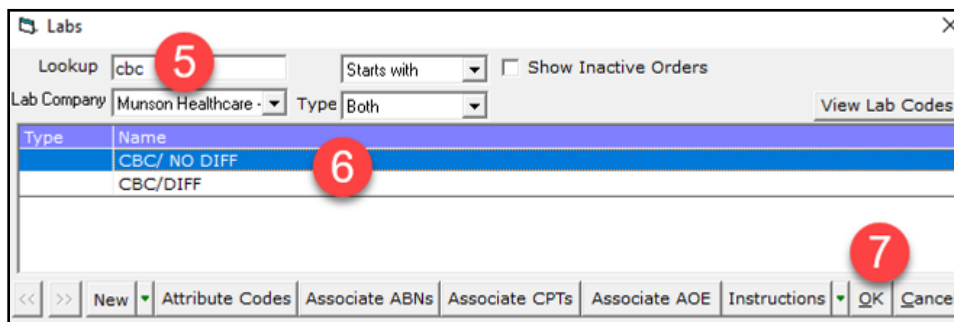 Labs
Lookup cbc 5 Starts with Show Inactive Orders
Lab Company Munson Healthcare - Type Both View Lab Codes
Type Name
CBC/ NO DIFF 6
CBC/DIFF
7
<< >> New Attribute Codes Associate ABNs Associate CPTs Associate AOE Instructions OK Cance